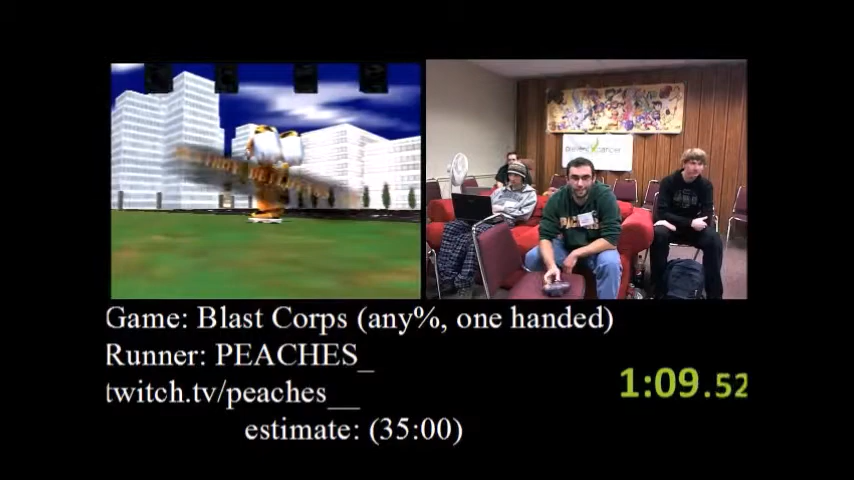 Game: Blast Corps (any%, one handed)
Runner: PEACHES_
twitch.tv/peaches__
estimate: (35:00)
1:09.52